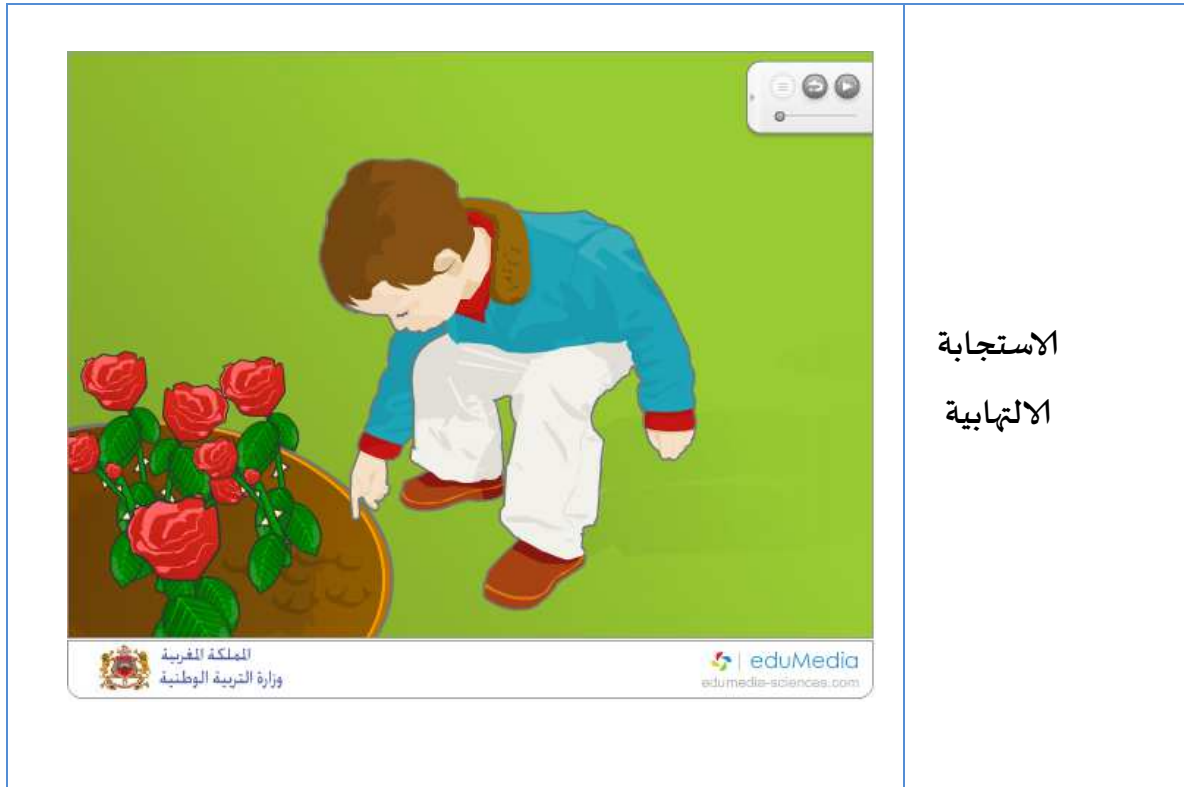 الاستجابة
الالتهابية
المملكة المغربية
وزارة التربية الوطنية
eduMedia
edumedia-sciences.com